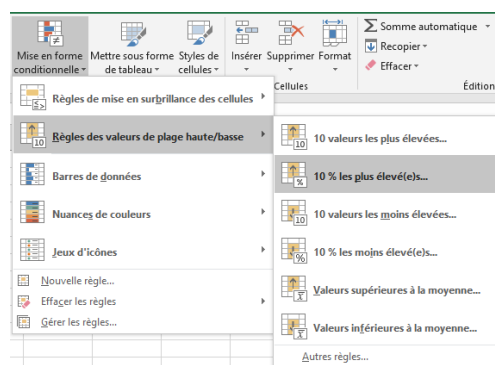 Mise en forme conditionnelle
Mettre sous forme de tableau
Styles de cellules
Insérer
Supprimer
Format
Somme automatique
Recopier
Effacer
Cellules
Édition
Règles de mise en surbrillance des cellules
Règles des valeurs de plage haute/basse
Barres de données
Nuances de couleurs
Jeux d'icônes
Nouvelle règle...
Effacer les règles
Gérer les règles...
10 valeurs les plus élevées...
10 % les plus élevé(e)s...
10 valeurs les moins élevées...
10 % les moins élevé(e)s...
Valeurs supérieures à la moyenne...
Valeurs inférieures à la moyenne...
Autres règles...